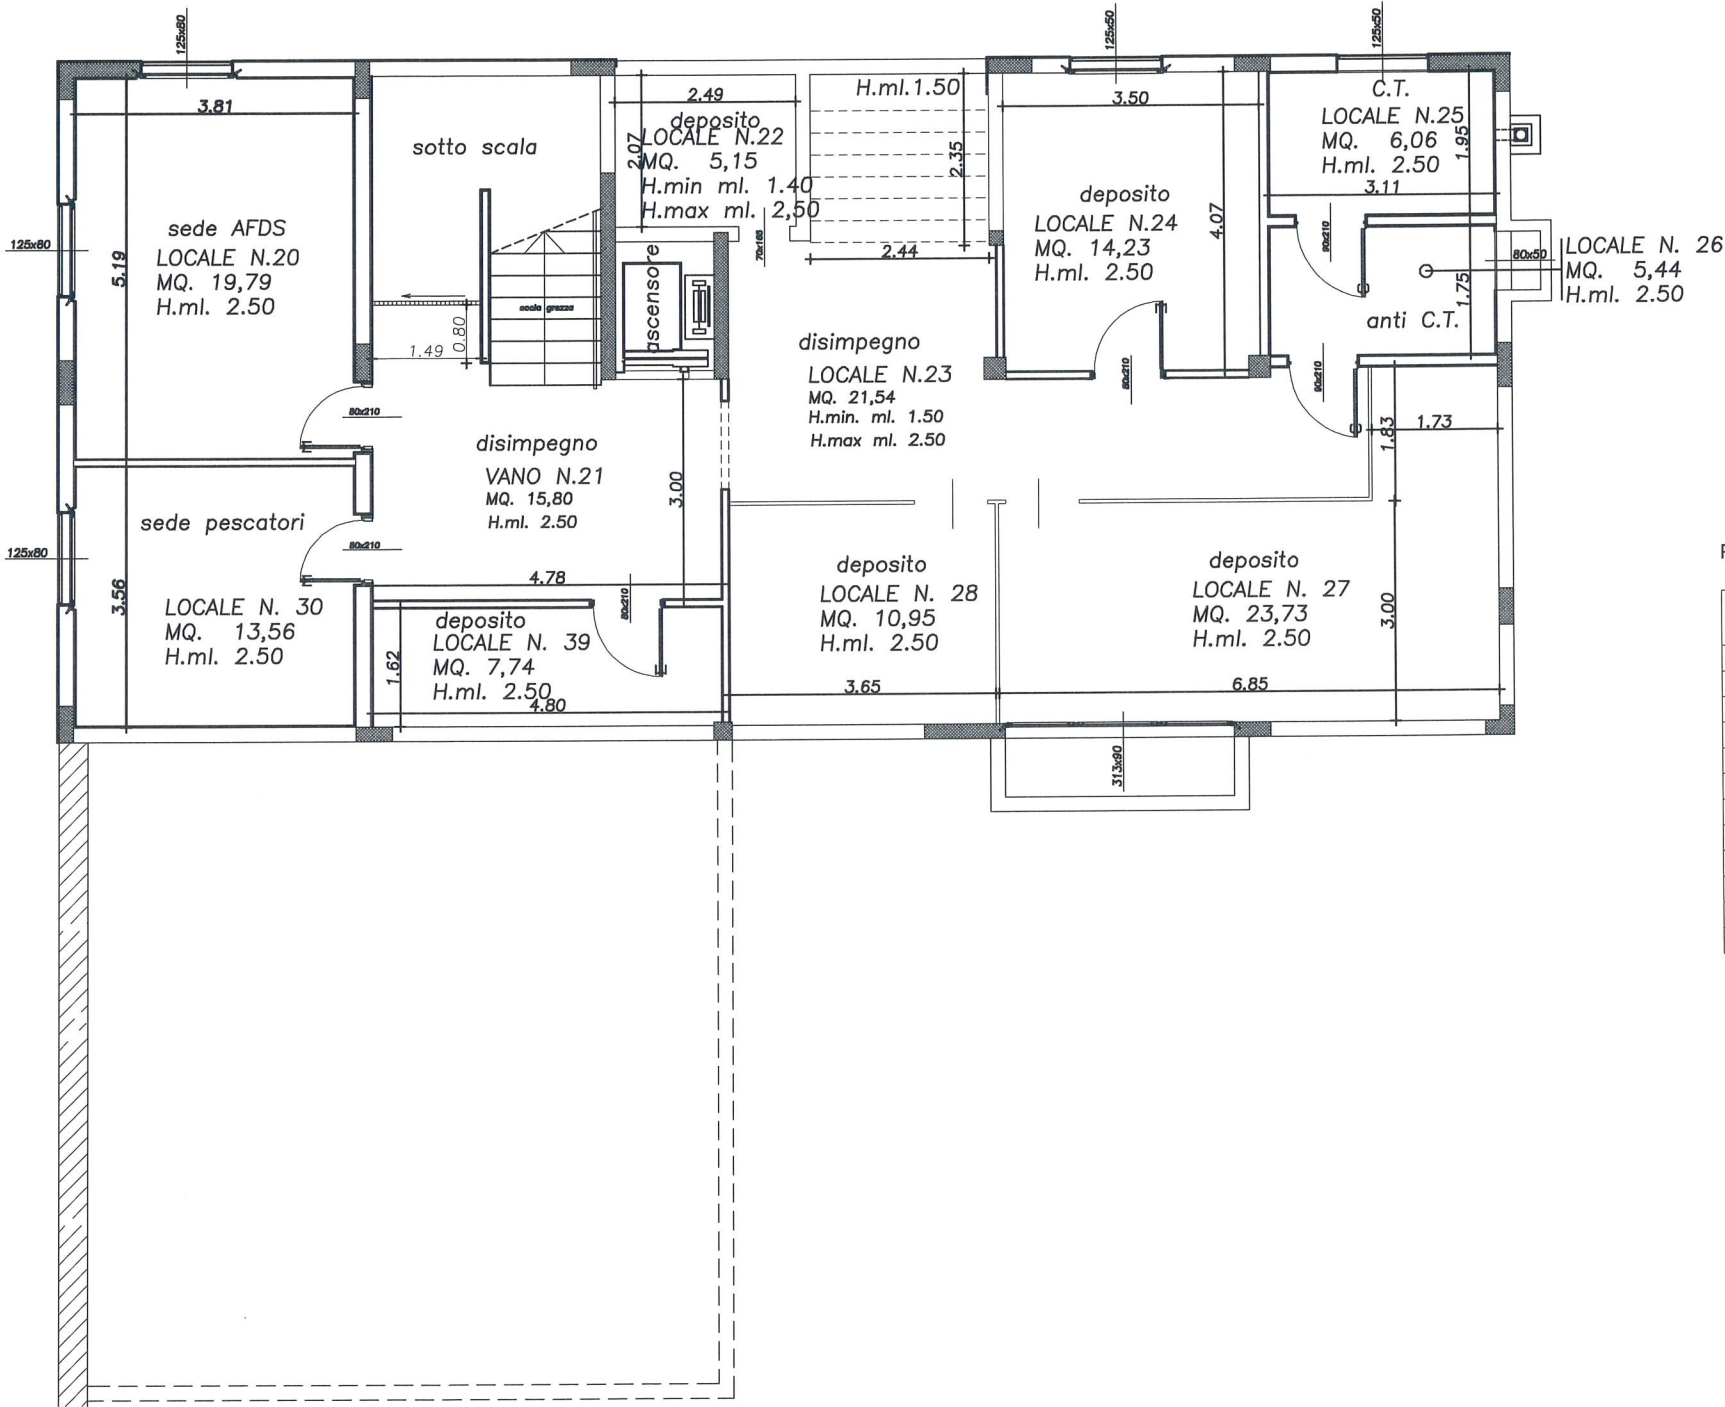 125x80
125x50
125x50
3.81
sotto scala
2.49
deposito
LOCALE N.22
MQ. 5,15
H.min ml. 1.40
H.max ml. 2,50
2.07
H.ml.1.50
2.35
2.44
3.50
deposito
LOCALE N.24
MQ. 14,23
H.ml. 2.50
4.07
C.T.
LOCALE N.25
MQ. 6,06
H.ml. 2.50
1.95
3.11
sede AFDS
LOCALE N.20
MQ. 19,79
H.ml. 2.50
125x80
5.19
ascensore
scala grezza
70x165
90x210
80x50
LOCALE N. 26
MQ. 5,44
H.ml. 2.50
1.75
anti C.T.
1.49
0.80
disimpegno
LOCALE N.23
MQ. 21,54
H.min. ml. 1.50
H.max ml. 2.50
80x210
90x210
80x210
disimpegno
VANO N.21
MQ. 15,80
H.ml. 2.50
3.00
1.83
1.73
sede pescatori
80x210
125x80
3.56
LOCALE N. 30
MQ. 13,56
H.ml. 2.50
4.78
80x210
deposito
LOCALE N. 39
MQ. 7,74
H.ml. 2.50
1.62
4.80
deposito
LOCALE N. 28
MQ. 10,95
H.ml. 2.50
3.65
deposito
LOCALE N. 27
MQ. 23,73
H.ml. 2.50
3.00
6.85
313x90